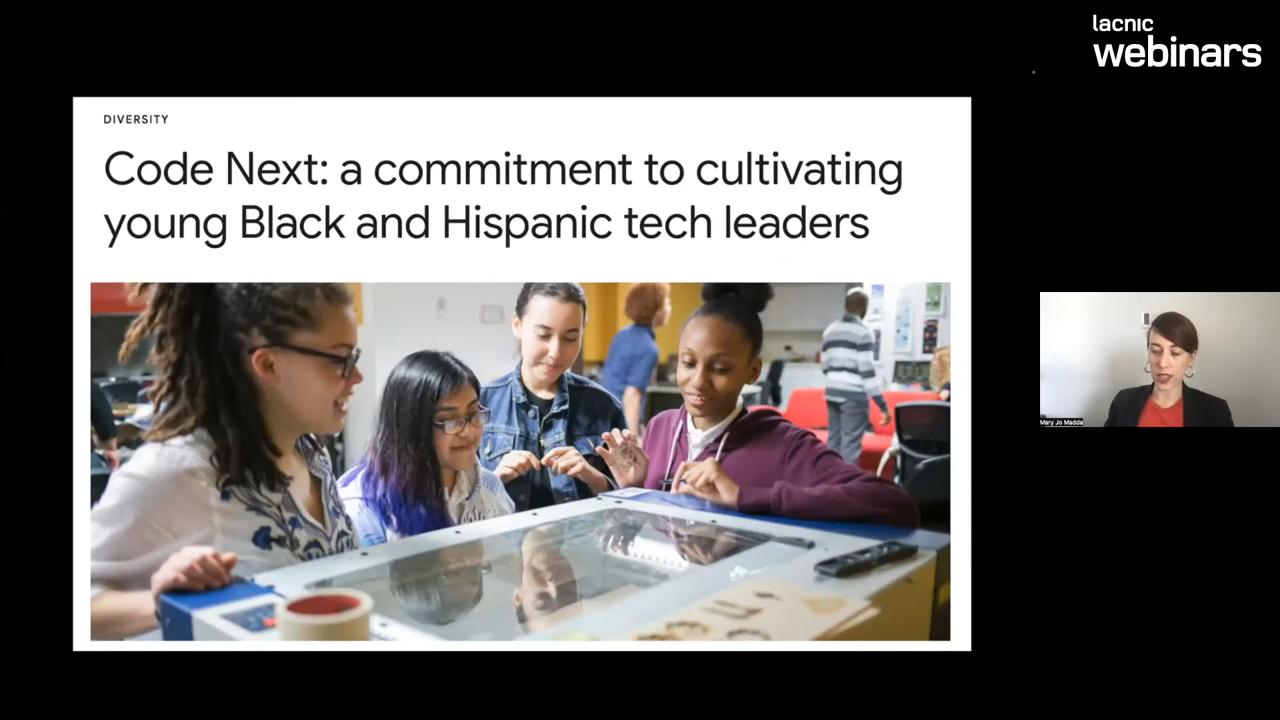 lacnic
webinars
DIVERSITY
Code Next: a commitment to cultivating
young Black and Hispanic tech leaders
Mary Jo Madda